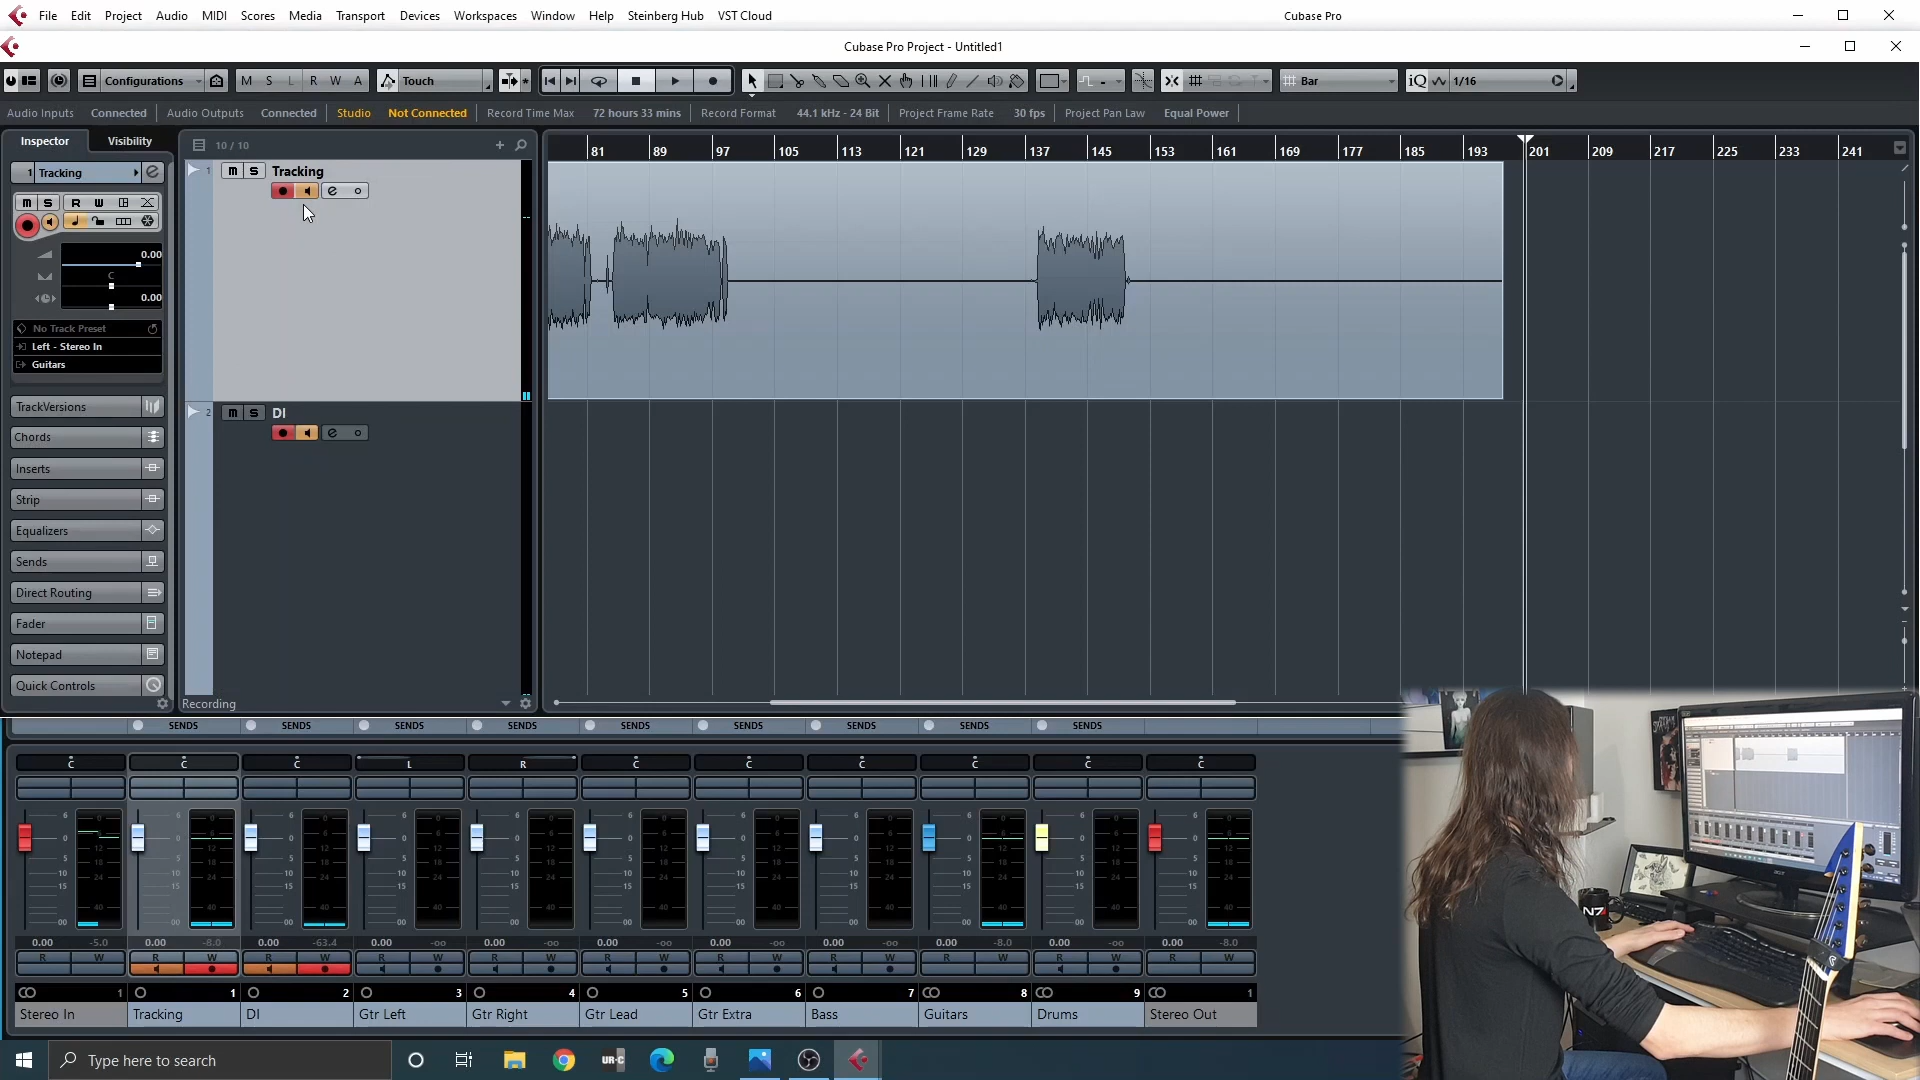 File Edit Project Audio MIDI Scores Media Transport Devices Workspaces Window Help Steinberg Hub VST Cloud Cubase Pro
Cubase Pro Project - Untitled1
Configurations M S L R W A Touch Bar iQ 1/16
Audio Inputs Connected Audio Outputs Connected Studio Not Connected Record Time Max 72 hours 33 mins Record Format 44.1 kHz - 24 Bit Project Frame Rate 30 fps Project Pan Law Equal Power
Inspector Visibility 10 / 10
81 89 97 105 113 121 129 137 145 153 161 169 177 185 193 201 209 217 225 233 241
1 Tracking e
1 m S Tracking
e
m S R W
0.00
C
0.00
No Track Preset
Left - Stereo In
Guitars
TrackVersions
2 m S DI
e
Chords
Inserts
Strip
Equalizers
Sends
Direct Routing
Fader
Notepad
Quick Controls
Recording
SENDS SENDS SENDS SENDS SENDS SENDS SENDS SENDS SENDS
C C C L R C C C C C C
0.00 -5.0 0.00 -8.0 0.00 -63.4 0.00 -oo 0.00 -oo 0.00 -oo 0.00 -oo 0.00 -oo 0.00 -8.0 0.00 -oo 0.00 -8.0
R W R W R W R W R W R W R W R W R W R W R W
1 1 2 3 4 5 6 7 8 9 1
Stereo In Tracking DI Gtr Left Gtr Right Gtr Lead Gtr Extra Bass Guitars Drums Stereo Out
Type here to search UR-C
N7
acer